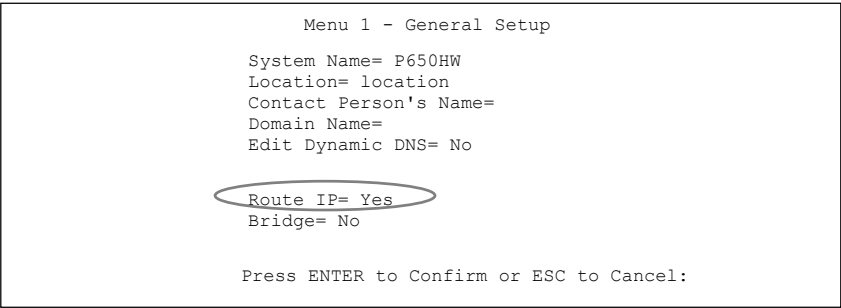 Menu 1 - General Setup
System Name= P650HW
Location= location
Contact Person's Name=
Domain Name=
Edit Dynamic DNS= No
Route IP= Yes
Bridge= No
Press ENTER to Confirm or ESC to Cancel: